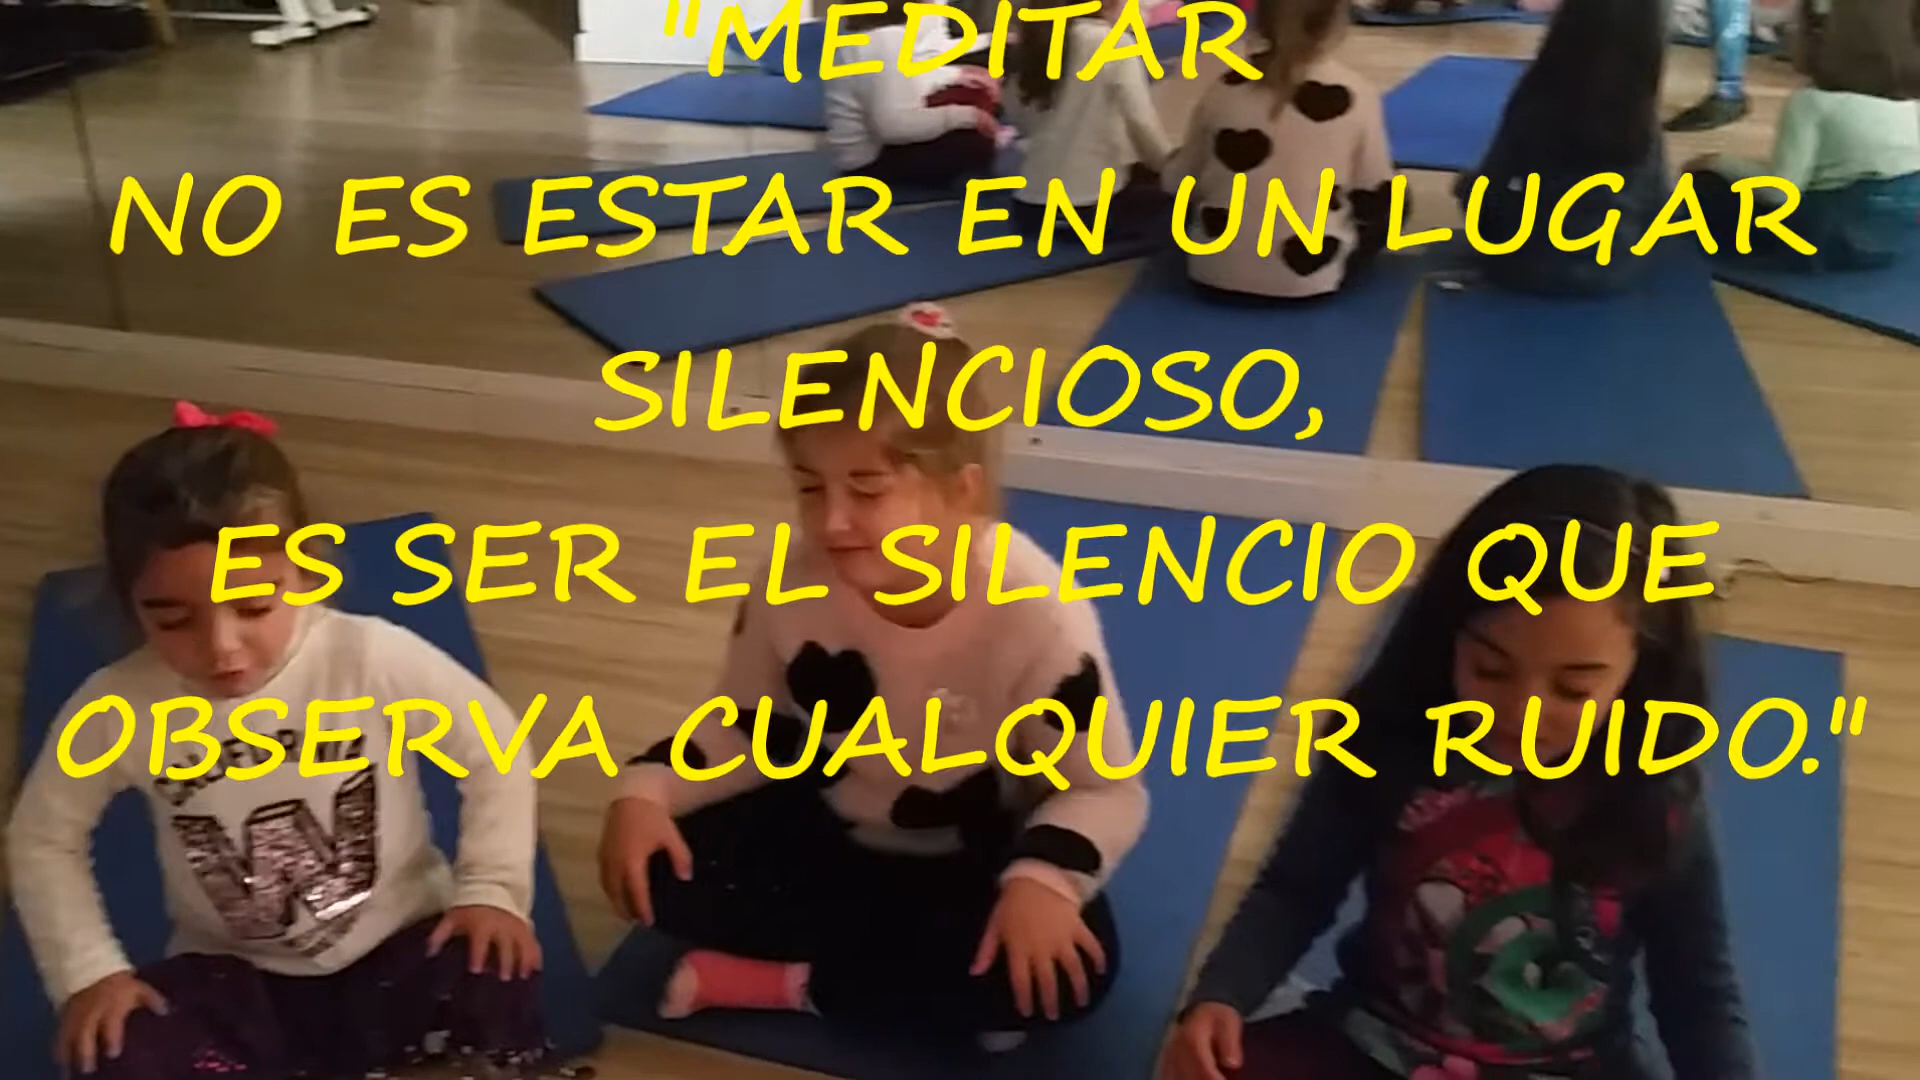 "MEDITAR
NO ES ESTAR EN UN LUGAR
SILENCIOSO,
ES SER EL SILENCIO QUE
OBSERVA CUALQUIER RUIDO."